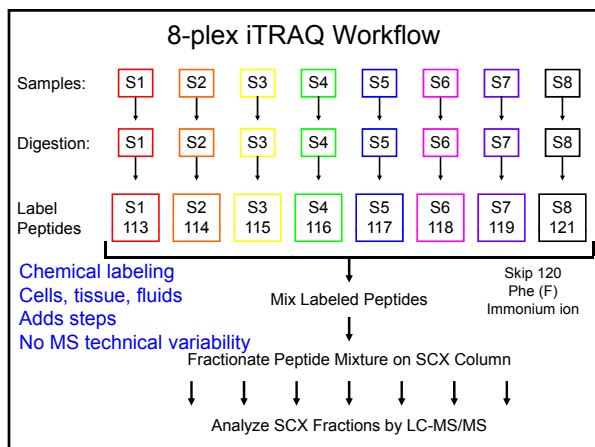 8-plex iTRAQ Workflow
Samples: S1 S2 S3 S4 S5 S6 S7 S8
Digestion: S1 S2 S3 S4 S5 S6 S7 S8
Label Peptides
S1 S2 S3 S4 S5 S6 S7 S8
113 114 115 116 117 118 119 121
Chemical labeling
Cells, tissue, fluids
Adds steps
No MS technical variability
Mix Labeled Peptides
Skip 120
Phe (F)
Immonium ion
Fractionate Peptide Mixture on SCX Column
Analyze SCX Fractions by LC-MS/MS